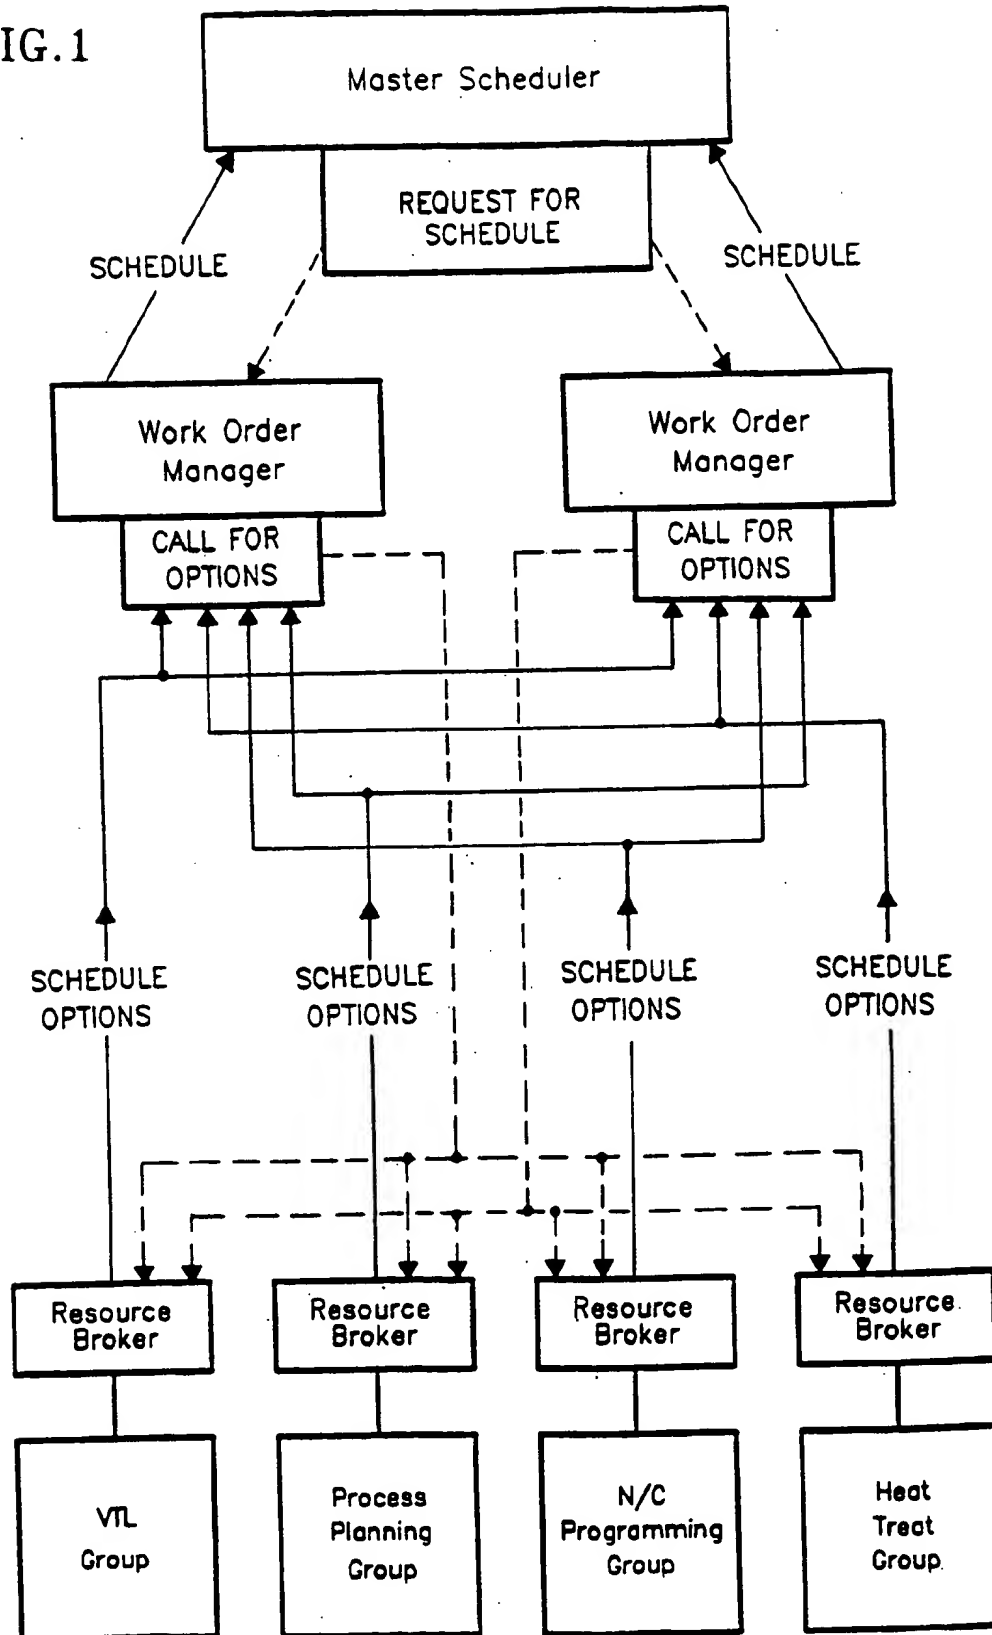 IG.1
Master Scheduler
REQUEST FOR
SCHEDULE
SCHEDULE
SCHEDULE
Work Order
Manager
Work Order
Manager
CALL FOR
OPTIONS
CALL FOR
OPTIONS
SCHEDULE
OPTIONS
SCHEDULE
OPTIONS
SCHEDULE
OPTIONS
SCHEDULE
OPTIONS
Resource
Broker
Resource
Broker
Resource
Broker
Resource
Broker
VTL
Group
Process
Planning
Group
N/C
Programming
Group
Heat
Treat
Group